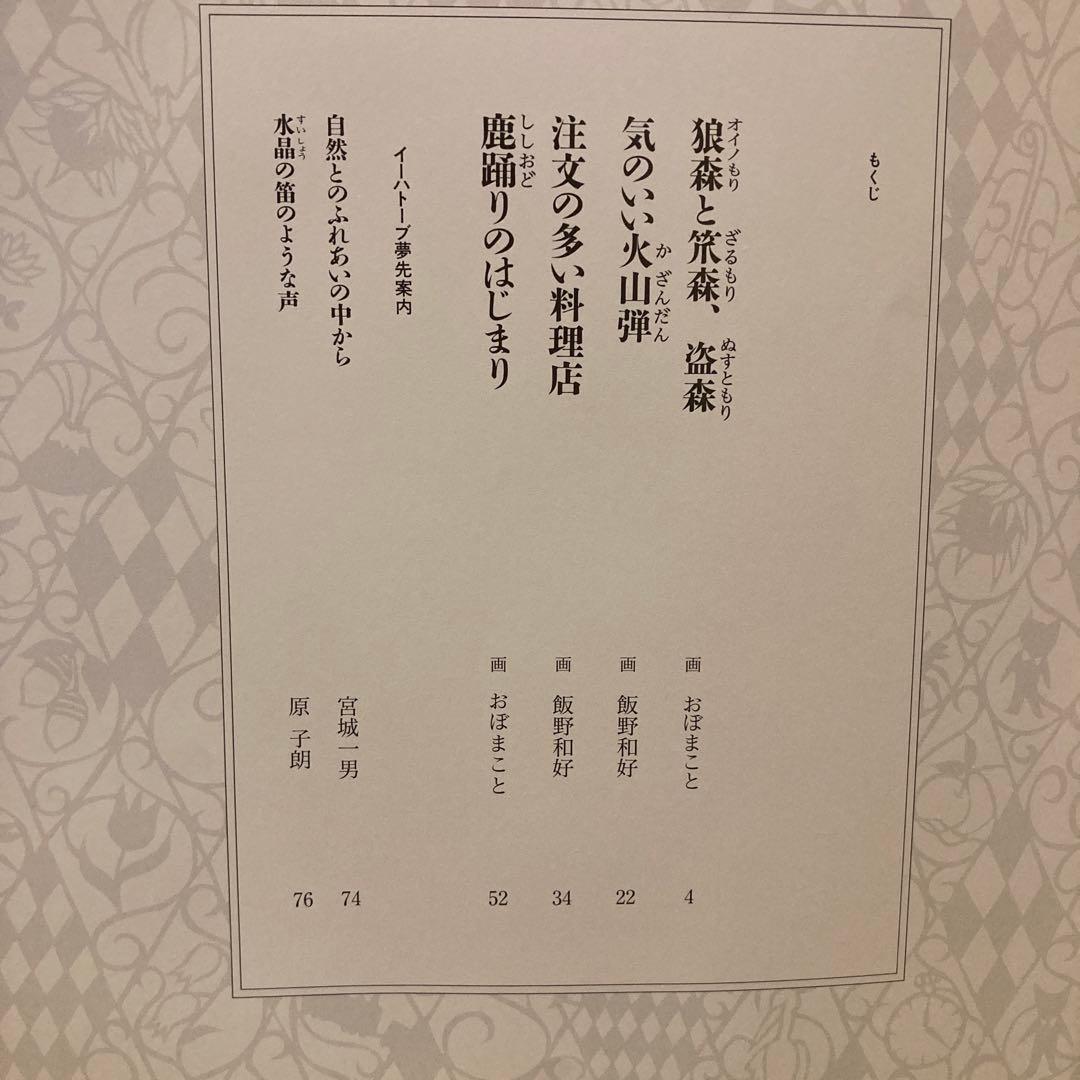 もくじ
狼森と笊森、盗森 画 おぼまこと 4
オイノもり ざるもり ぬすともり
気のいい火山弾 画 飯野和好 22
かざんだん
注文の多い料理店 画 飯野和好 34
鹿踊りのはじまり 画 おぼまこと 52
ししおど
イーハトーブ夢先案内
自然とのふれあいの中から 宮城一男 74
水晶の笛のような声 原 子朗 76
すいしょう